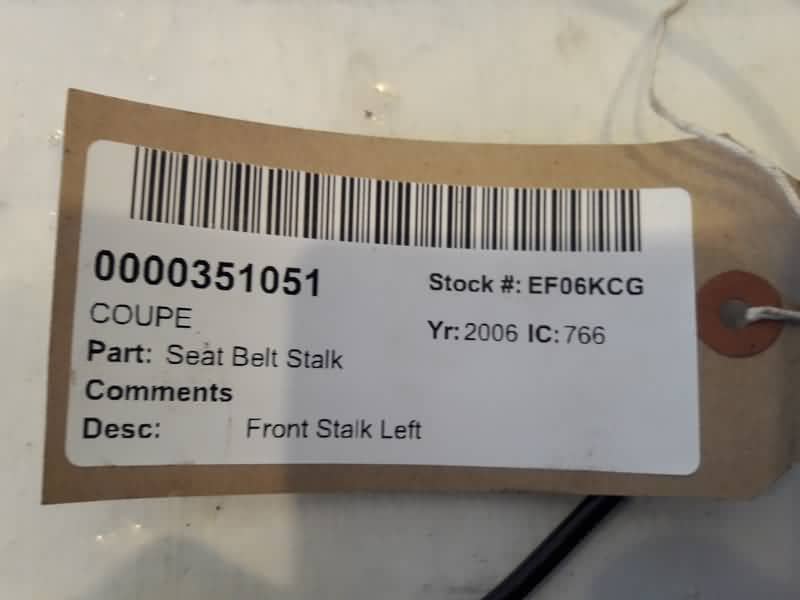 0000351051
Stock #: EF06KCG
COUPE
Yr: 2006 IC: 766
Part: Seat Belt Stalk
Comments
Desc: Front Stalk Left